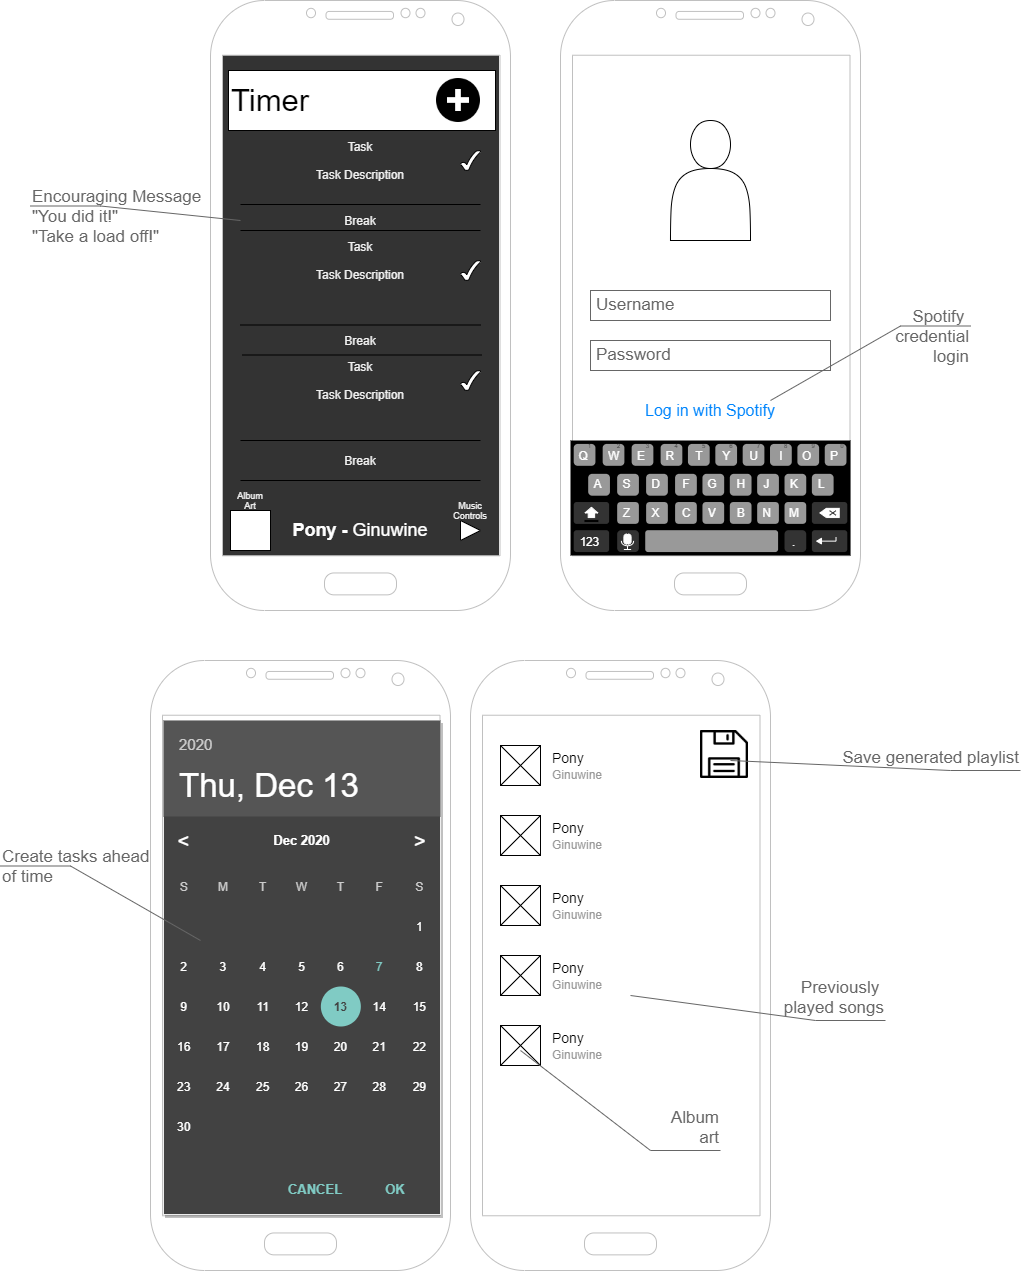 Timer
Task
Task Description
Encouraging Message
"You did it!"
"Take a load off!"
Break
Task
Task Description
Break
Task
Task Description
Break
Album
Art
Pony - Ginuwine
Music
Controls
Username
Password
Log in with Spotify
Spotify
credential
login
Q W E R T Y U I O P
A S D F G H J K L
Z X C V B N M
123 .
2020
Thu, Dec 13
< Dec 2020 >
S M T W T F S
1
2 3 4 5 6 7 8
9 10 11 12 13 14 15
16 17 18 19 20 21 22
23 24 25 26 27 28 29
30
CANCEL OK
Create tasks ahead
of time
Pony
Ginuwine
Pony
Ginuwine
Pony
Ginuwine
Pony
Ginuwine
Pony
Ginuwine
Save generated playlist
Previously
played songs
Album
art